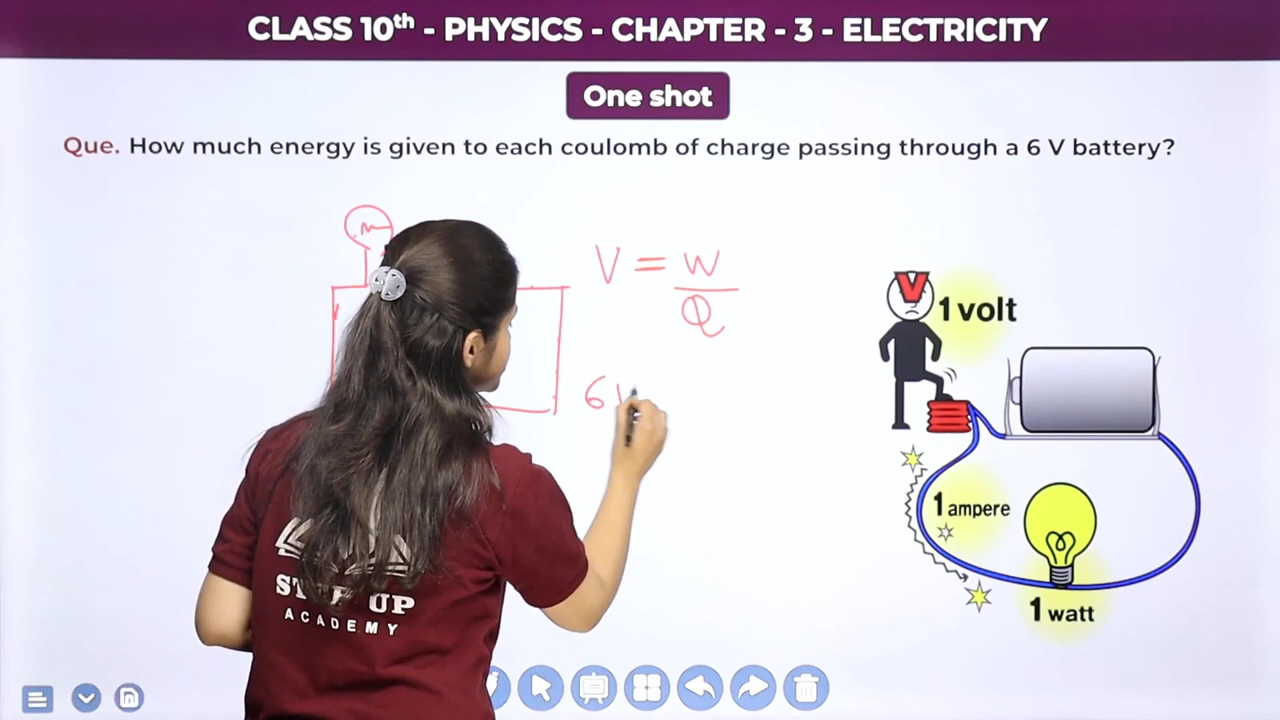 CLASS 10th - PHYSICS - CHAPTER - 3 - ELECTRICITY
One shot
Que. How much energy is given to each coulomb of charge passing through a 6 V battery?
V = W
Q
6
V
1 volt
1 ampere
1 watt
UP
ACADEMY